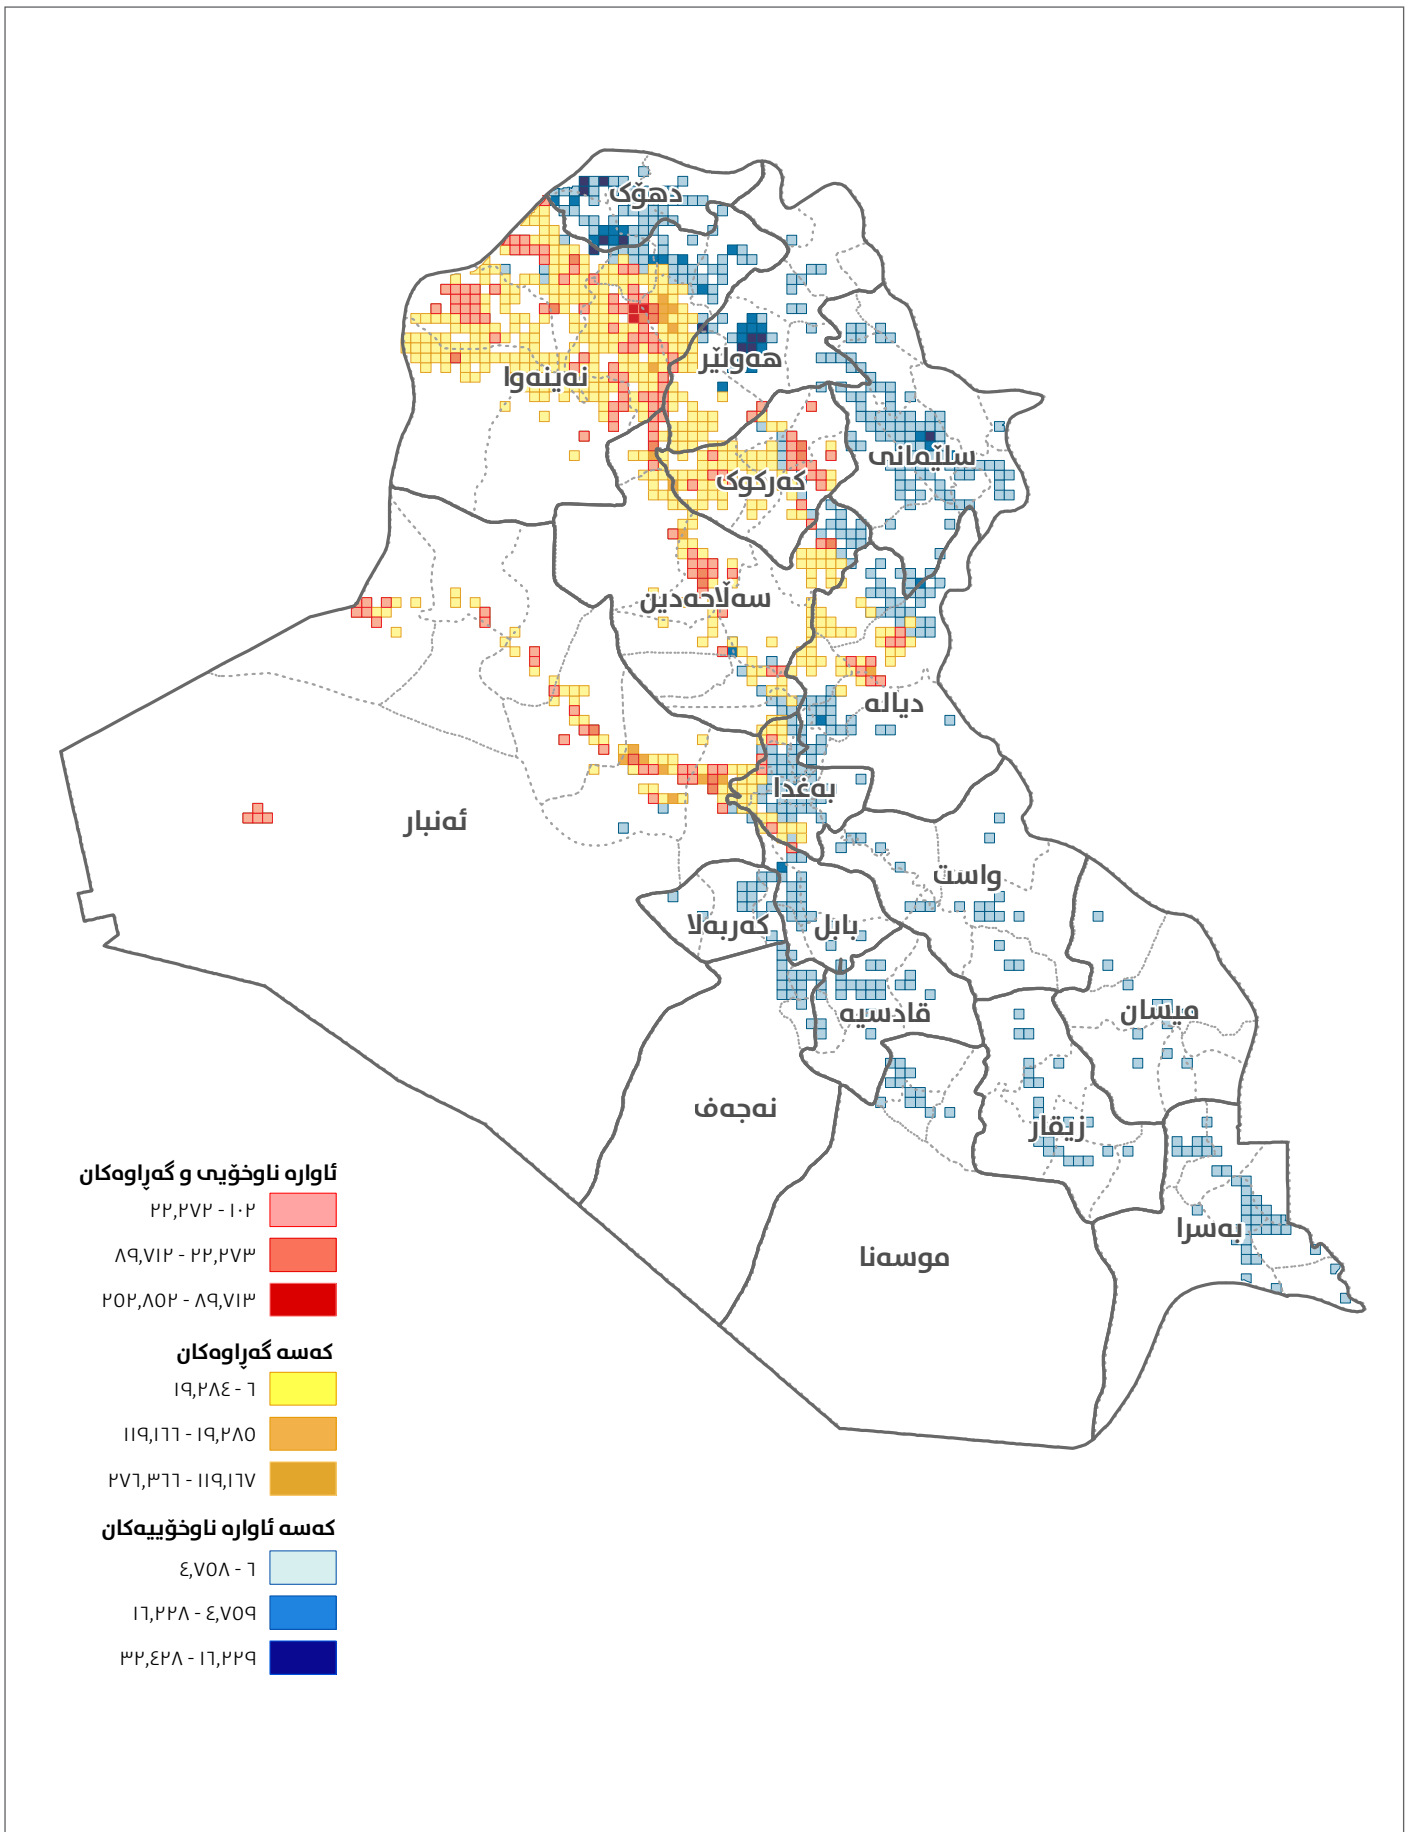 دهۆک
هەولێر
نەینەوا
سلێمانی
کەرکوک
سەڵاحەدین
دیالە
بەغدا
ئەنبار
واست
بابل
کەربەلا
قادسیە
میسان
نەجەف
زیقار
بەسرا
موسەنا
ئاوارە ناوخۆیی و گەڕاوەکان
١٠٢ - ٢٢,٢٧٢
٢٢,٢٧٣ - ٨٩,٧١٢
٨٩,٧١٣ - ٢٥٢,٨٥٢
کەسە گەڕاوەکان
٦ - ١٩,٢٨٤
١٩,٢٨٥ - ١١٩,١٦٦
١١٩,١٦٧ - ٢٧٦,٣٦٦
کەسە ئاوارە ناوخۆییەکان
٦ - ٤,٧٥٨
٤,٧٥٩ - ١٦,٢٢٨
١٦,٢٢٩ - ٣٢,٤٢٨